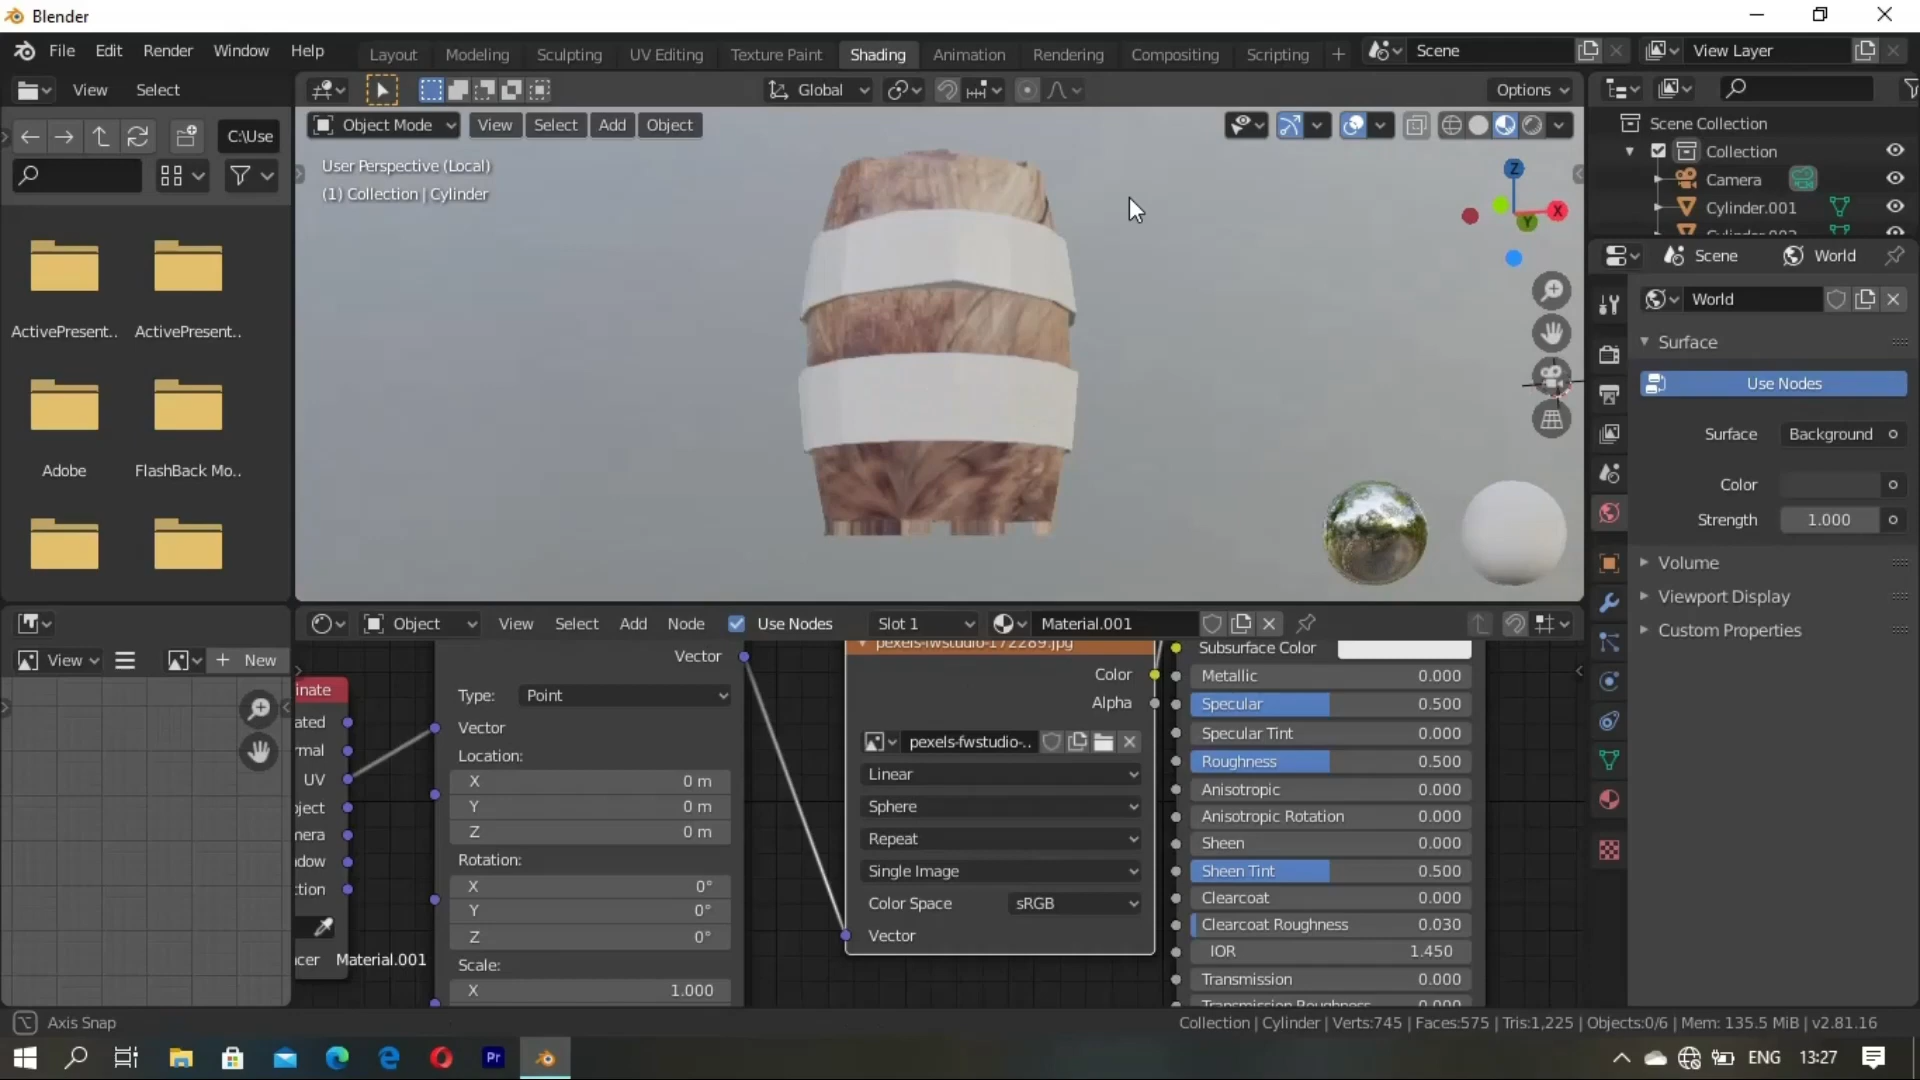 Blender
File Edit Render Window Help
Layout Modeling Sculpting UV Editing Texture Paint Shading Animation Rendering Compositing Scripting +
Scene
View Layer
View Select
Global
Options
C:\Use
Object Mode View Select Add Object
User Perspective (Local)
(1) Collection | Cylinder
Z
X
Y
Scene Collection
Collection
Camera
Cylinder.001
ActivePresent..
ActivePresent..
Adobe
FlashBack Mo..
Scene World
World
Surface
Use Nodes
Surface Background
Color
Strength 1.000
Volume
Viewport Display
Custom Properties
View
New
Object View Select Add Node Use Nodes Slot 1 Material.001
inate
ated
rmal
UV
ject
nera
dow
ction
cer
Material.001
Vector
Type: Point
Vector
Location:
X 0 m
Y 0 m
Z 0 m
Rotation:
X 0°
Y 0°
Z 0°
Scale:
X 1.000
pexels-fwstudio-172289.jpg
Color
Alpha
pexels-fwstudio-..
Linear
Sphere
Repeat
Single Image
Color Space sRGB
Vector
Subsurface Color
Metallic 0.000
Specular 0.500
Specular Tint 0.000
Roughness 0.500
Anisotropic 0.000
Anisotropic Rotation 0.000
Sheen 0.000
Sheen Tint 0.500
Clearcoat 0.000
Clearcoat Roughness 0.030
IOR 1.450
Transmission 0.000
Transmission Roughness 0.000
Axis Snap
Collection | Cylinder | Verts:745 | Faces:575 | Tris:1,225 | Objects:0/6 | Mem: 135.5 MiB | v2.81.16
Pr
ENG 13:27